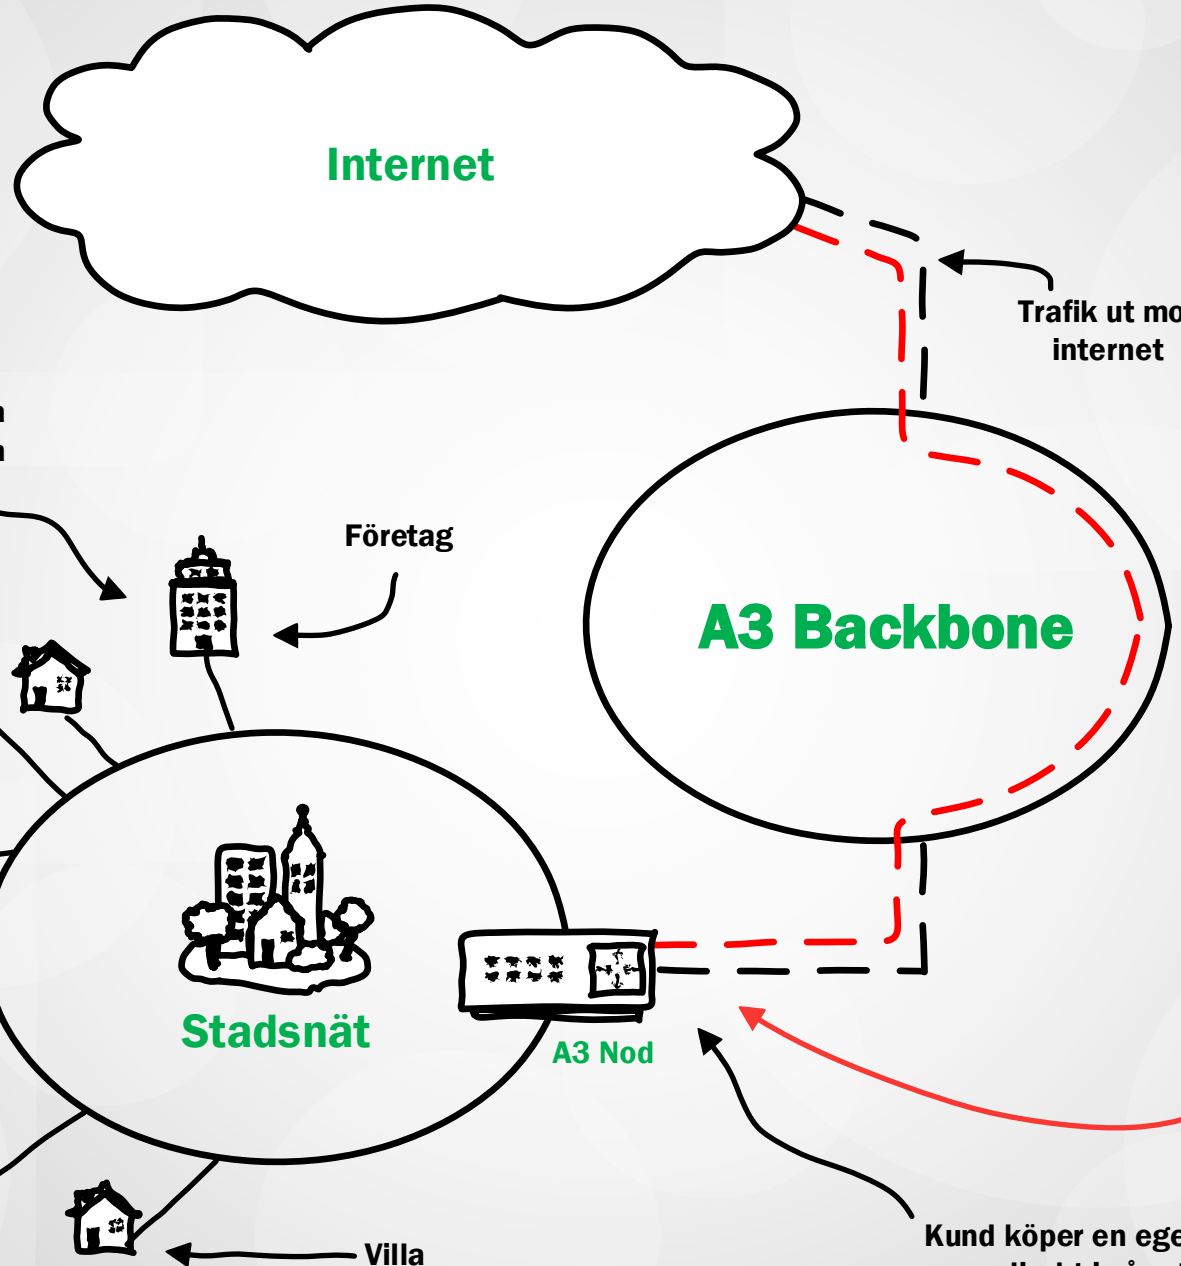 Internet
Trafik ut mo
internet
Företag
A3 Backbone
Stadsnät
A3 Nod
Kund köper en ege
Villa